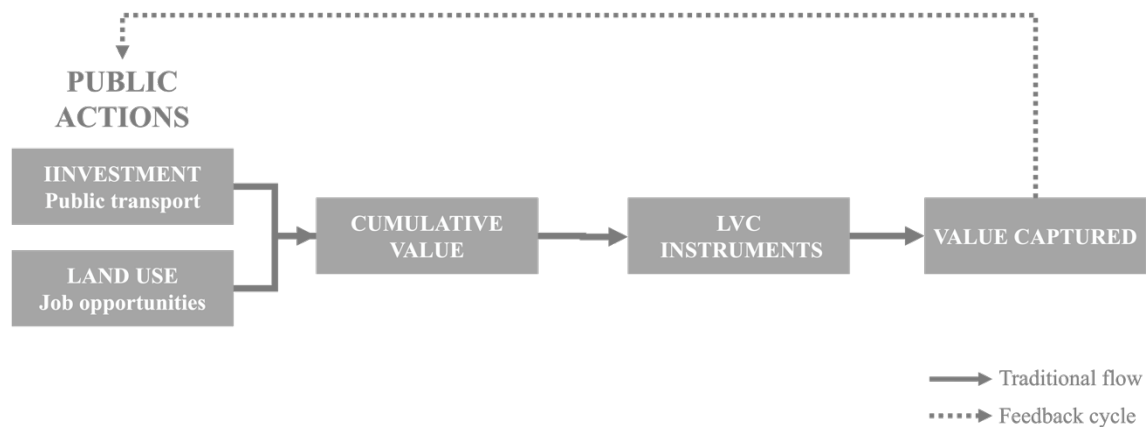 PUBLIC
ACTIONS
IINVESTMENT
Public transport
LAND USE
Job opportunities
CUMULATIVE
VALUE
LVC
INSTRUMENTS
VALUE CAPTURED
Traditional flow
Feedback cycle